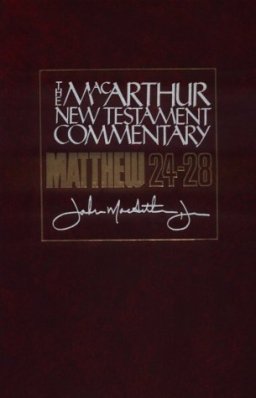 THE MACARTHUR
NEW TESTAMENT
COMMENTARY
MATTHEW 24-28
John MacArthur Jr.